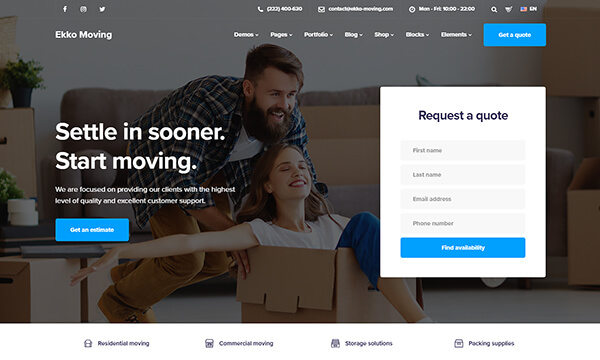 (222) 400-630
contacts@ekko-moving.com
Mon - Fri: 10:00 - 22:00
EN
Ekko Moving
Demos
Pages
Portfolio
Blog
Shop
Blocks
Elements
Get a quote
Settle in sooner.
Start moving.
We are focused on providing our clients with the highest
level of quality and excellent customer support.
Get an estimate
Request a quote
First name
Last name
Email address
Phone number
Find availability
Residential moving
Commercial moving
Storage solutions
Packing supplies